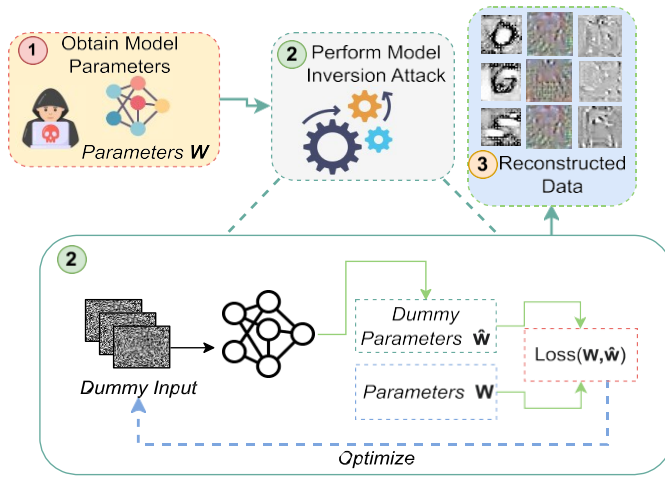 1
Obtain Model
Parameters
Parameters W
2
Perform Model
Inversion Attack
3
Reconstructed
Data
2
Dummy Input
Dummy
Parameters ŵ
Parameters W
Loss(W,ŵ)
Optimize